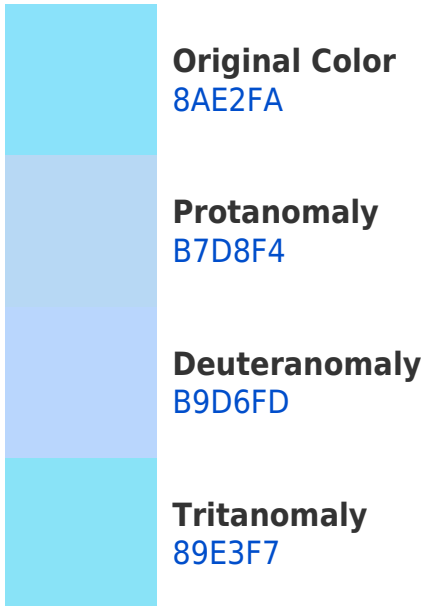 Original Color
8AE2FA
Protanomaly
B7D8F4
Deuteranomaly
B9D6FD
Tritanomaly
89E3F7